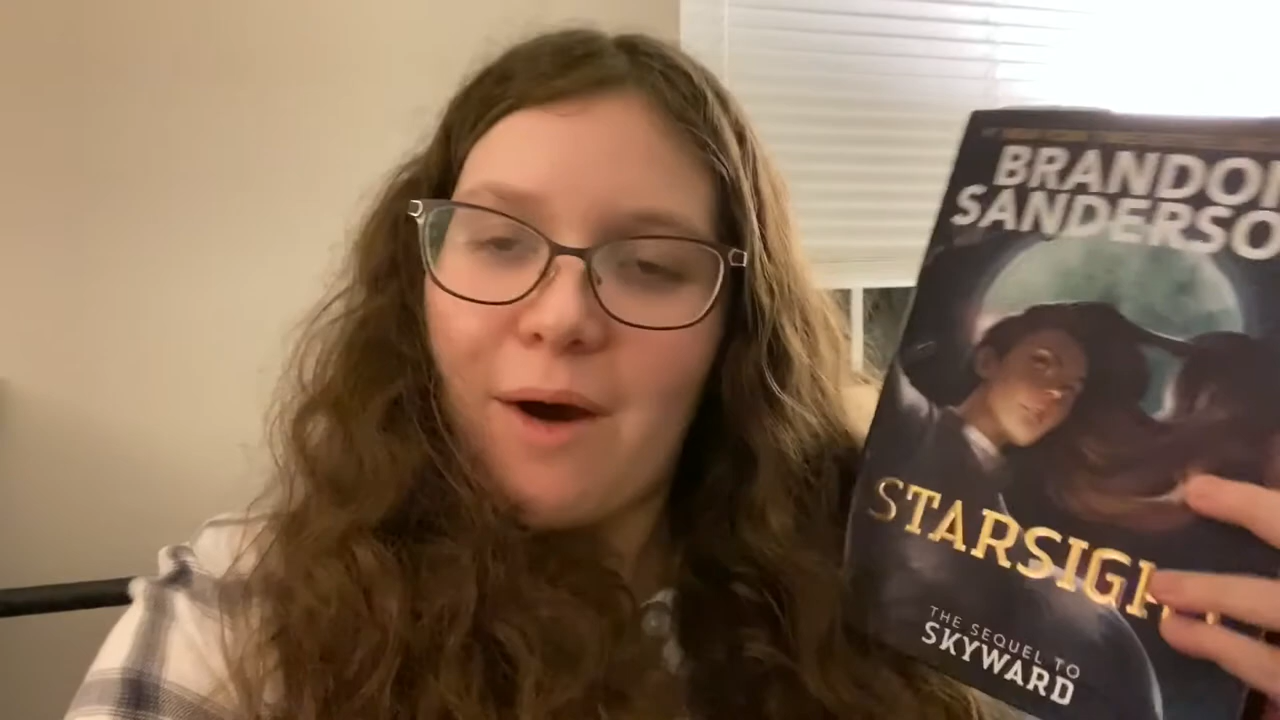 BRANDON
SANDERSO
STARSIGH
THE SEQUEL TO
SKYWARD